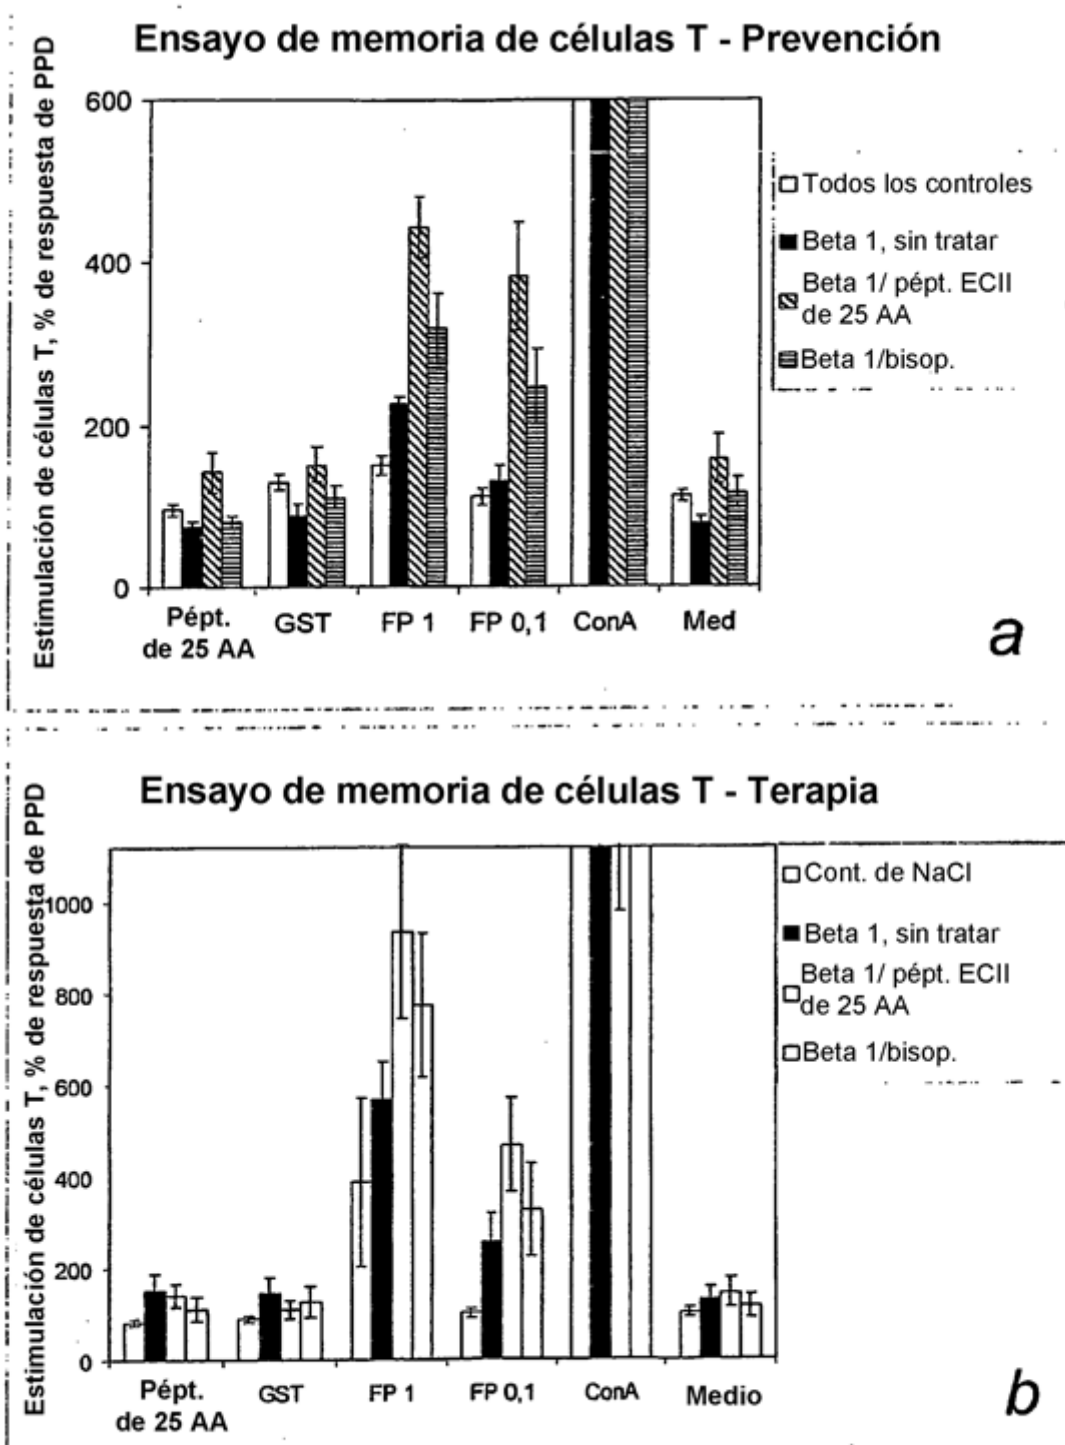 Ensayo de memoria de células T - Prevención
Estimulación de células T, % de respuesta de PPD
600
400
200
0
Pépt.
de 25 AA
GST
FP 1
FP 0,1
ConA
Med
Todos los controles
Beta 1, sin tratar
Beta 1/ pépt. ECII
de 25 AA
Beta 1/bisop.
a
Ensayo de memoria de células T - Terapia
Estimulación de células T, % de respuesta de PPD
1000
800
600
400
200
0
Pépt.
de 25 AA
GST
FP 1
FP 0,1
ConA
Medio
Cont. de NaCl
Beta 1, sin tratar
Beta 1/ pépt. ECII
de 25 AA
Beta 1/bisop.
b